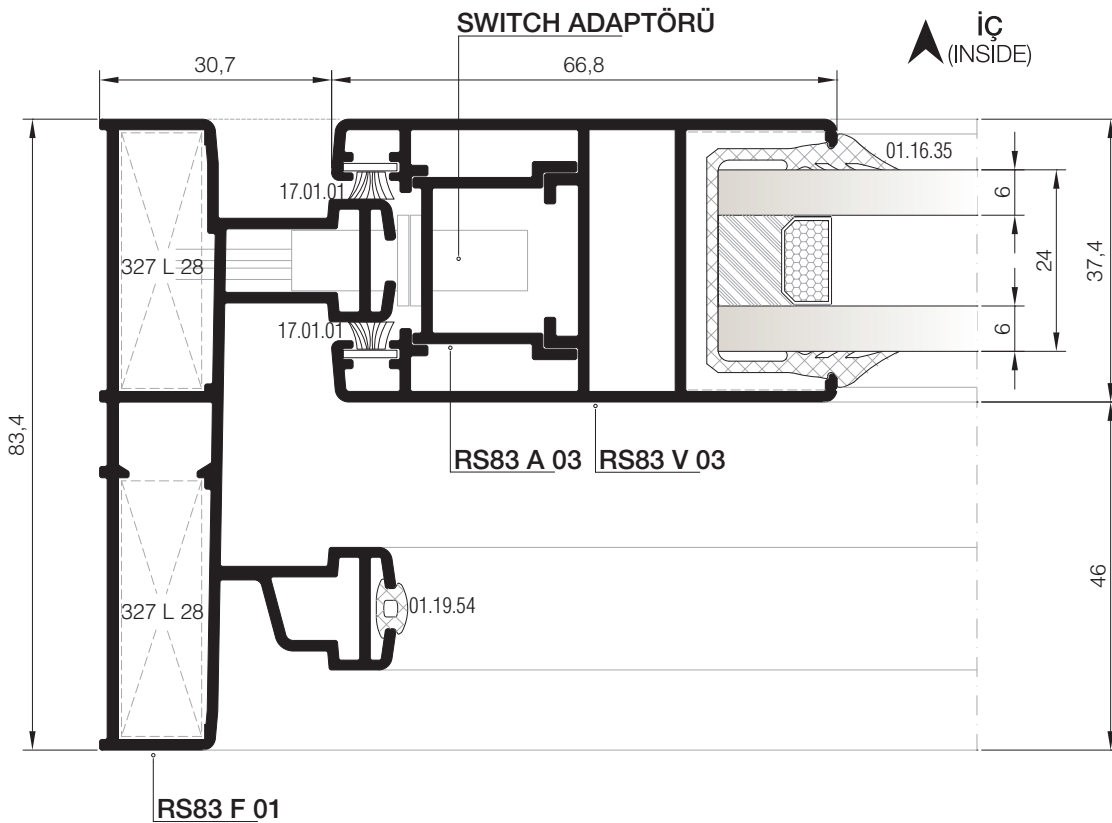 SWITCH ADAPTÖRÜ
İÇ
(INSIDE)
30,7
66,8
01.16.35
17.01.01
6
327 L 28
24
37,4
17.01.01
6
83,4
RS83 A 03
RS83 V 03
46
327 L 28
01.19.54
RS83 F 01